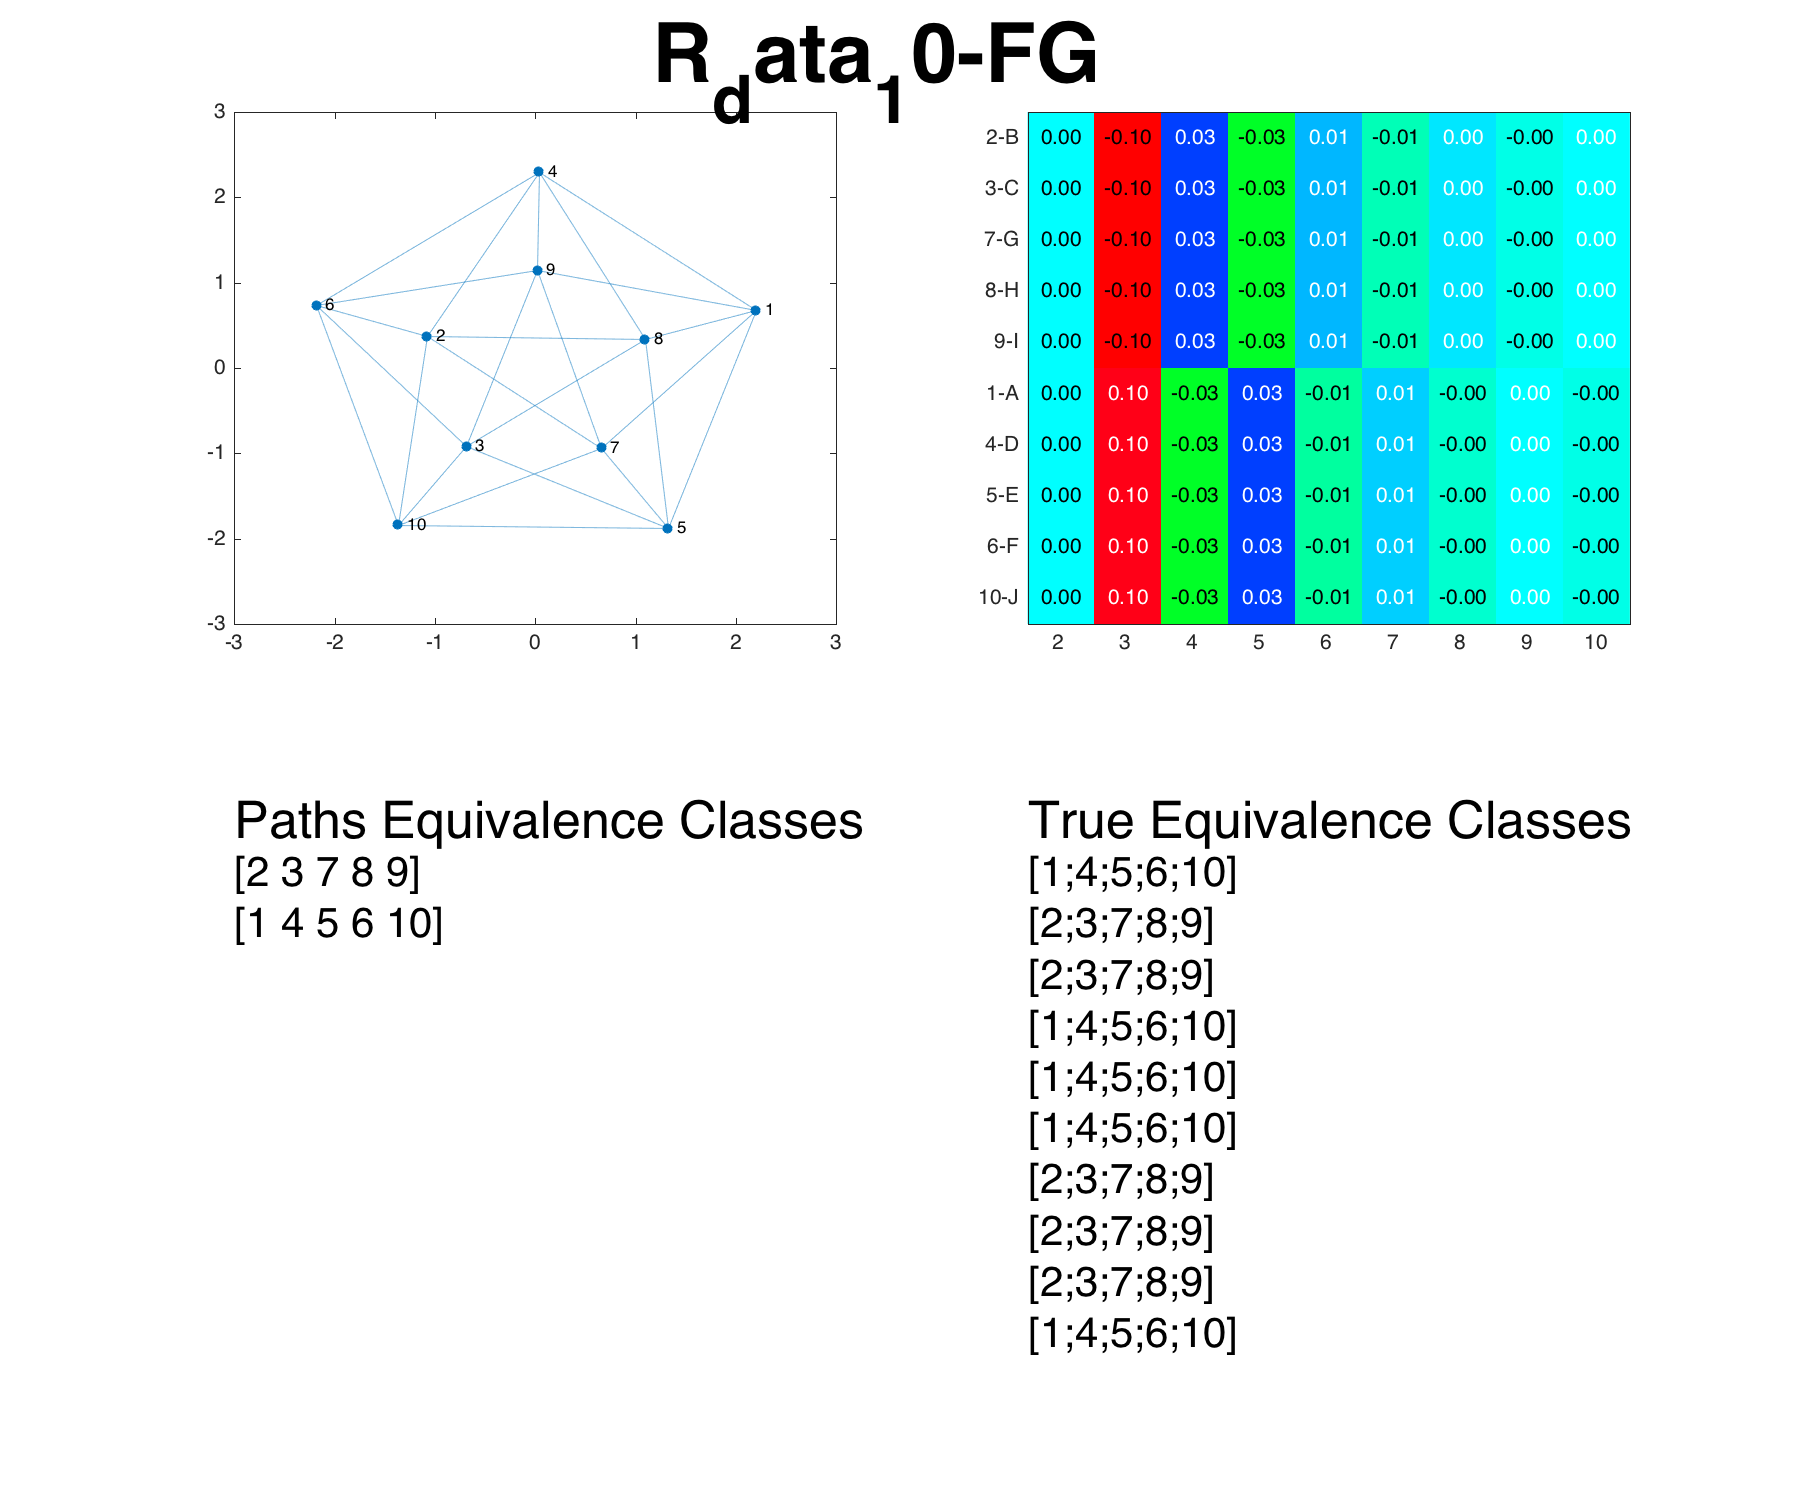 Rdata10-FG
3
2
1
0
-1
-2
-3
-3 -2 -1 0 1 2 3
4
9
6
1
2
8
3
7
10
5
2-B 0.00 -0.10 0.03 -0.03 0.01 -0.01 0.00 -0.00 0.00
3-C 0.00 -0.10 0.03 -0.03 0.01 -0.01 0.00 -0.00 0.00
7-G 0.00 -0.10 0.03 -0.03 0.01 -0.01 0.00 -0.00 0.00
8-H 0.00 -0.10 0.03 -0.03 0.01 -0.01 0.00 -0.00 0.00
9-I 0.00 -0.10 0.03 -0.03 0.01 -0.01 0.00 -0.00 0.00
1-A 0.00 0.10 -0.03 0.03 -0.01 0.01 -0.00 0.00 -0.00
4-D 0.00 0.10 -0.03 0.03 -0.01 0.01 -0.00 0.00 -0.00
5-E 0.00 0.10 -0.03 0.03 -0.01 0.01 -0.00 0.00 -0.00
6-F 0.00 0.10 -0.03 0.03 -0.01 0.01 -0.00 0.00 -0.00
10-J 0.00 0.10 -0.03 0.03 -0.01 0.01 -0.00 0.00 -0.00
2 3 4 5 6 7 8 9 10
Paths Equivalence Classes
[2 3 7 8 9]
[1 4 5 6 10]
True Equivalence Classes
[1;4;5;6;10]
[2;3;7;8;9]
[2;3;7;8;9]
[1;4;5;6;10]
[1;4;5;6;10]
[1;4;5;6;10]
[2;3;7;8;9]
[2;3;7;8;9]
[2;3;7;8;9]
[1;4;5;6;10]